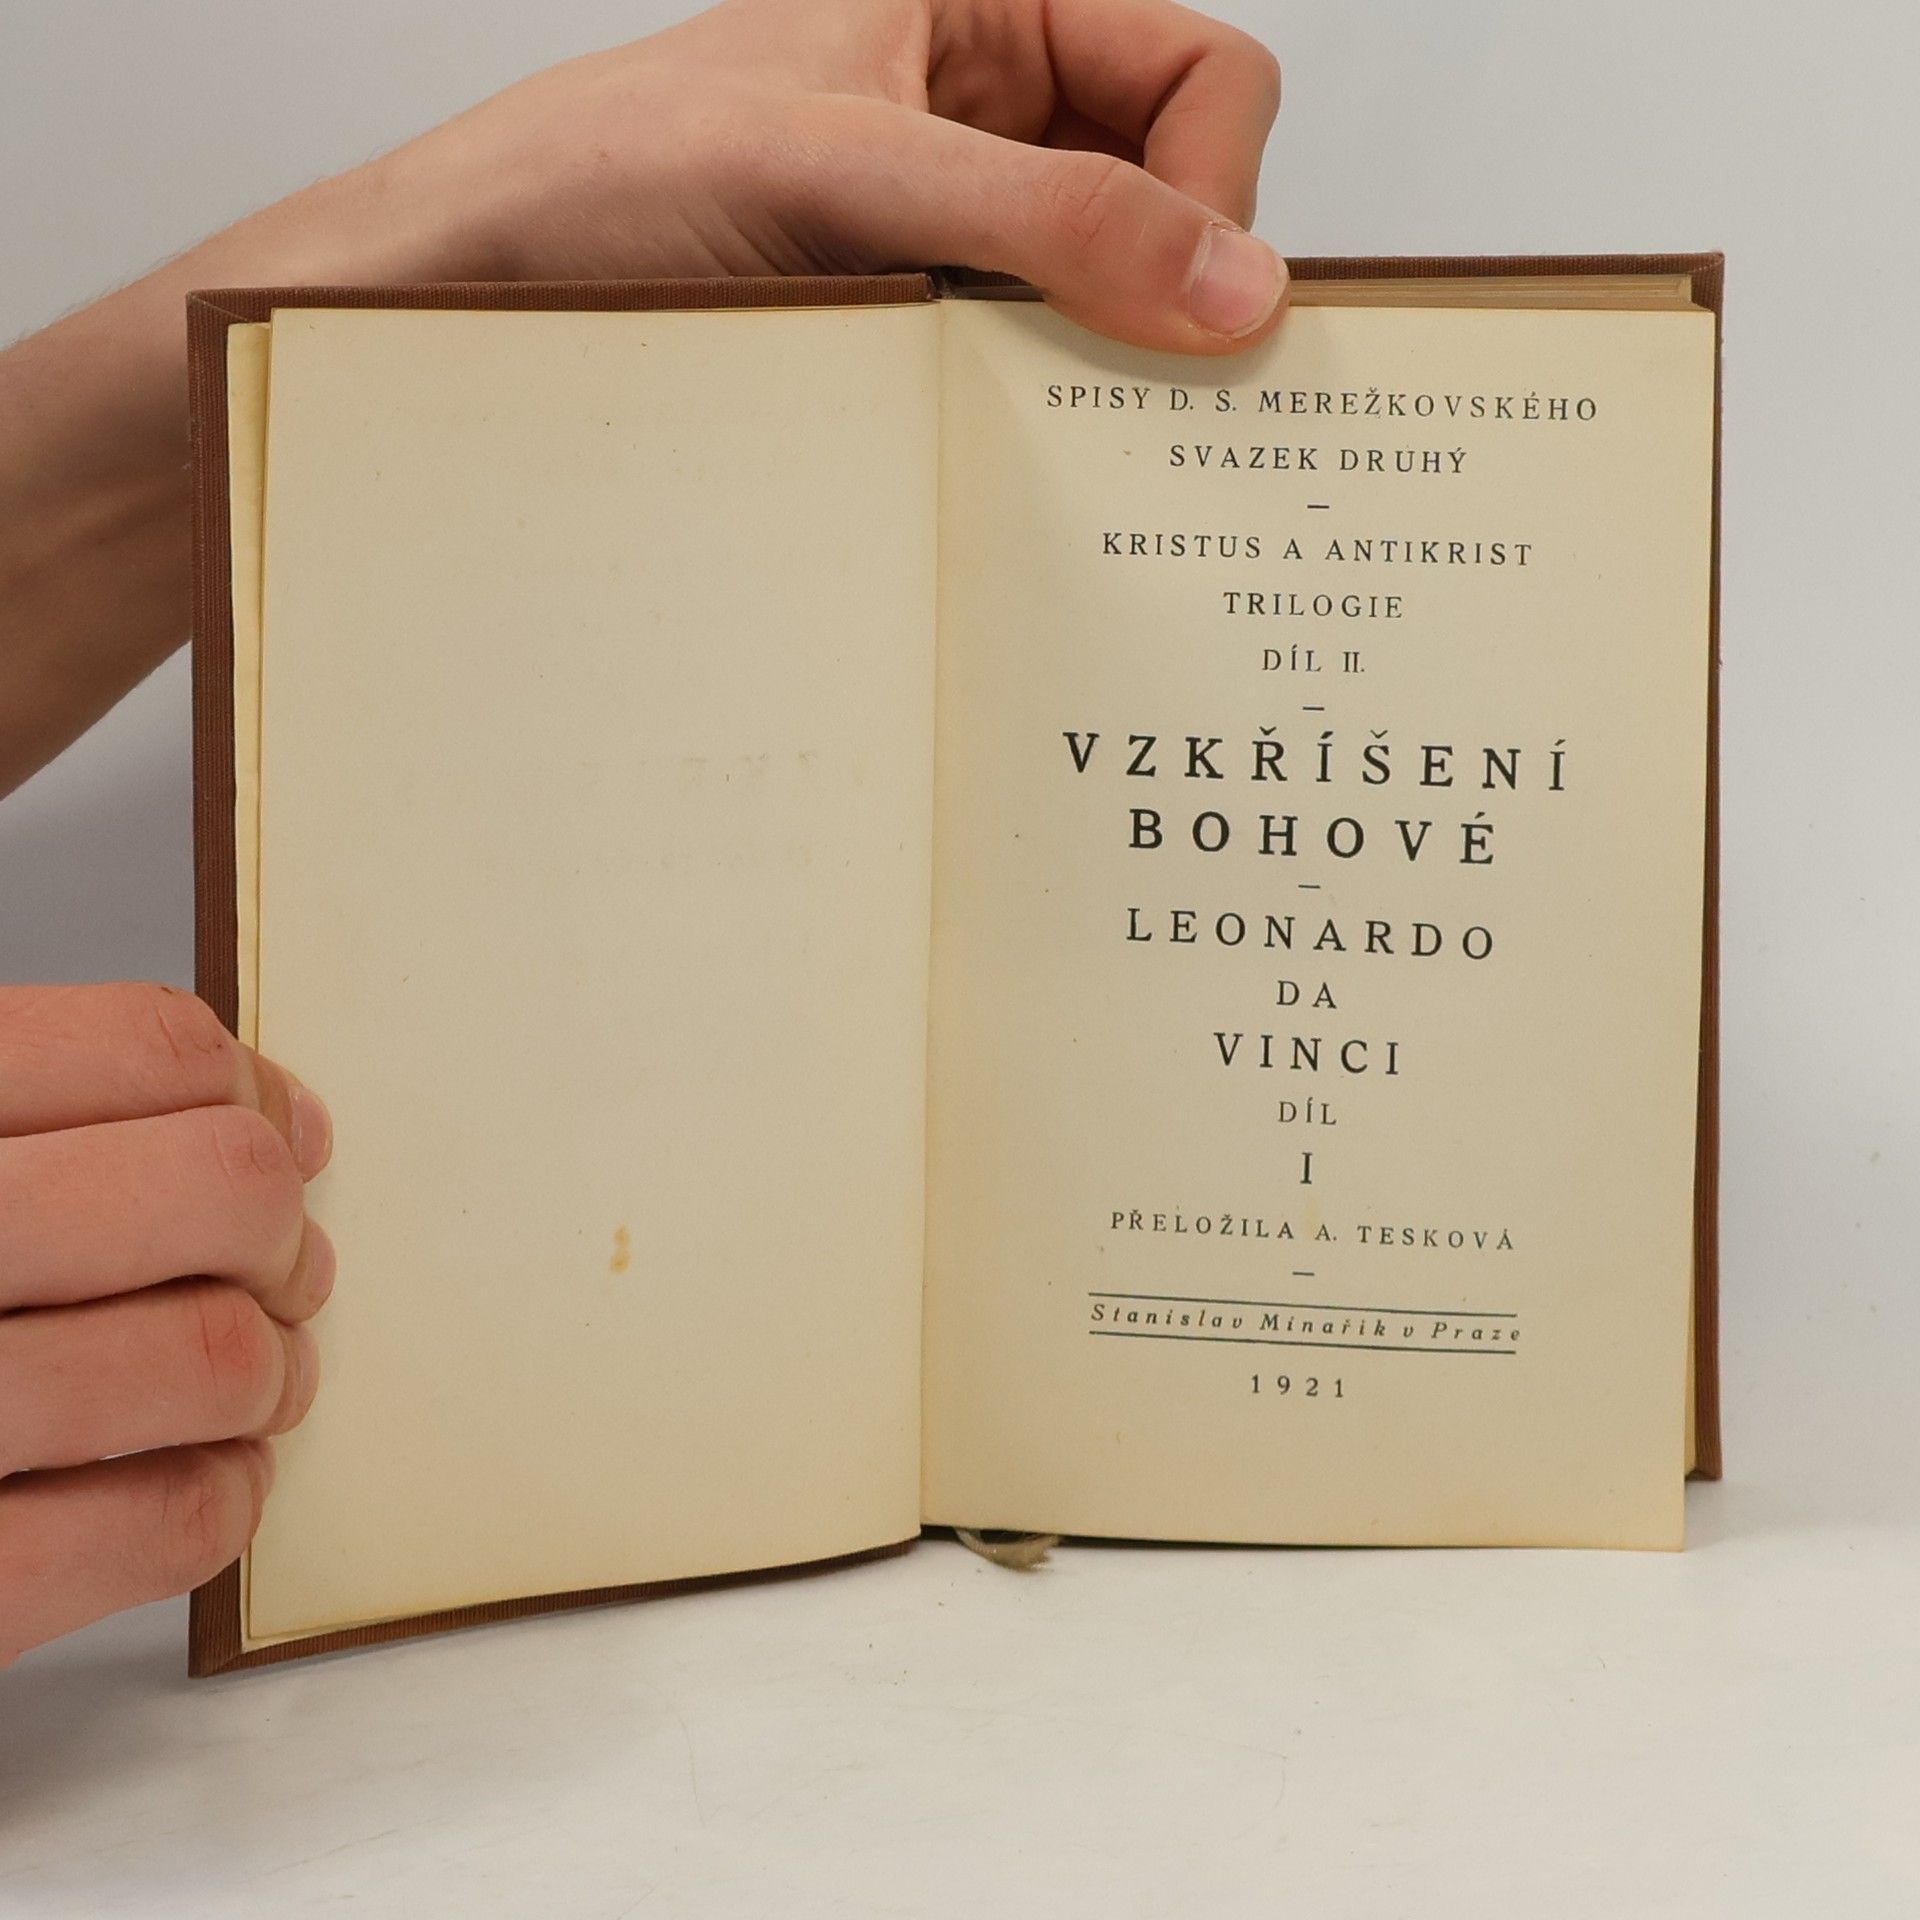 SPISY D. S. MEREŽKOVSKÉHO
SVAZEK DRUHÝ
—
KRISTUS A ANTIKRIST
TRILOGIE
DÍL II.
—
VZKŘÍŠENÍ
BOHOVÉ
—
LEONARDO
DA
VINCI
DÍL
I
PŘELOŽILA A. TESKOVÁ
—
Stanislav Minařík v Praze
1921